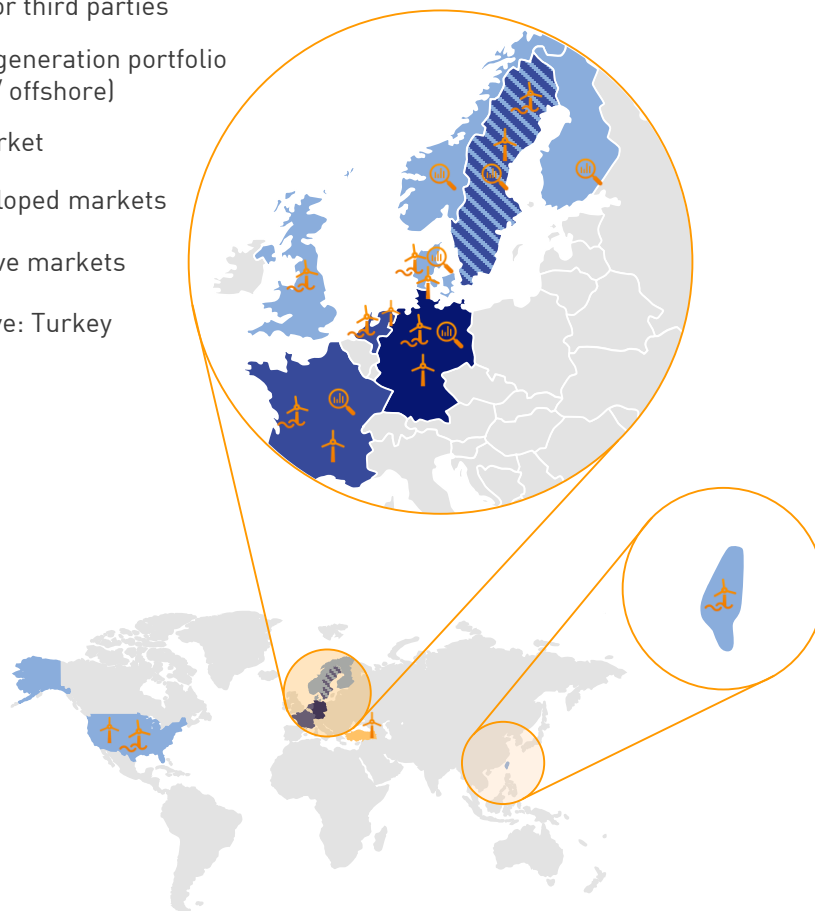 or third parties
generation portfolio
/ offshore)
rket
loped markets
ve markets
ve: Turkey